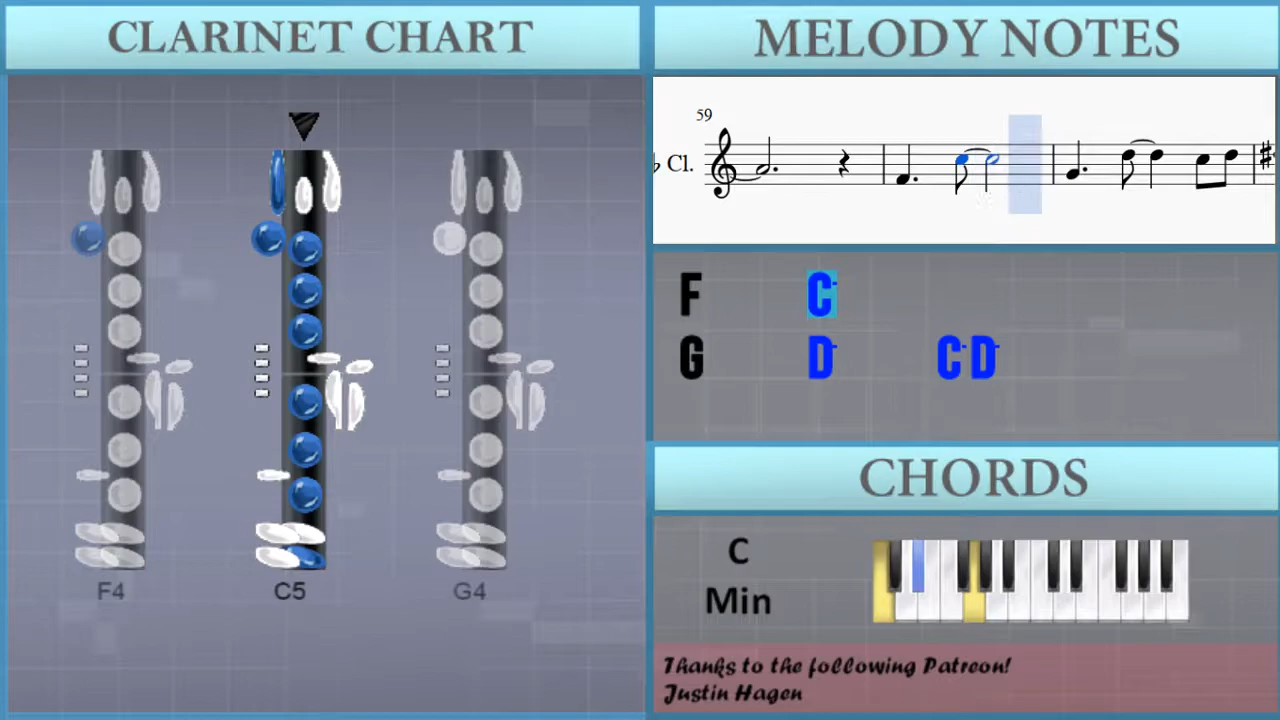 CLARINET CHART
F4 C5 G4
MELODY NOTES
59
♭ Cl.
F C-
G D- C- D-
CHORDS
C
Min
Thanks to the following Patreon!
Justin Hagen